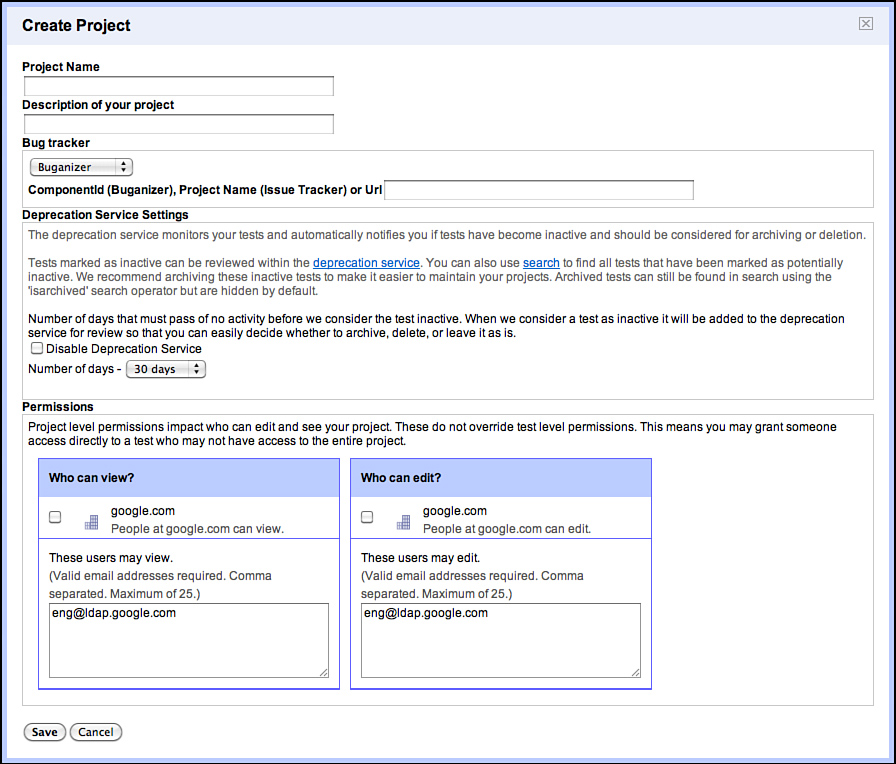 Create Project
Project Name
Description of your project
Bug tracker
Buganizer
ComponentId (Buganizer), Project Name (Issue Tracker) or Url
Deprecation Service Settings
The deprecation service monitors your tests and automatically notifies you if tests have become inactive and should be considered for archiving or deletion.
Tests marked as inactive can be reviewed within the deprecation service. You can also use search to find all tests that have been marked as potentially
inactive. We recommend archiving these inactive tests to make it easier to maintain your projects. Archived tests can still be found in search using the
'isarchived' search operator but are hidden by default.
Number of days that must pass of no activity before we consider the test inactive. When we consider a test as inactive it will be added to the deprecation
service for review so that you can easily decide whether to archive, delete, or leave it as is.
Disable Deprecation Service
Number of days - 30 days
Permissions
Project level permissions impact who can edit and see your project. These do not override test level permissions. This means you may grant someone
access directly to a test who may not have access to the entire project.
Who can view?
google.com
People at google.com can view.
These users may view.
(Valid email addresses required. Comma
separated. Maximum of 25.)
eng@ldap.google.com
Who can edit?
google.com
People at google.com can edit.
These users may edit.
(Valid email addresses required. Comma
separated. Maximum of 25.)
eng@ldap.google.com
Save Cancel